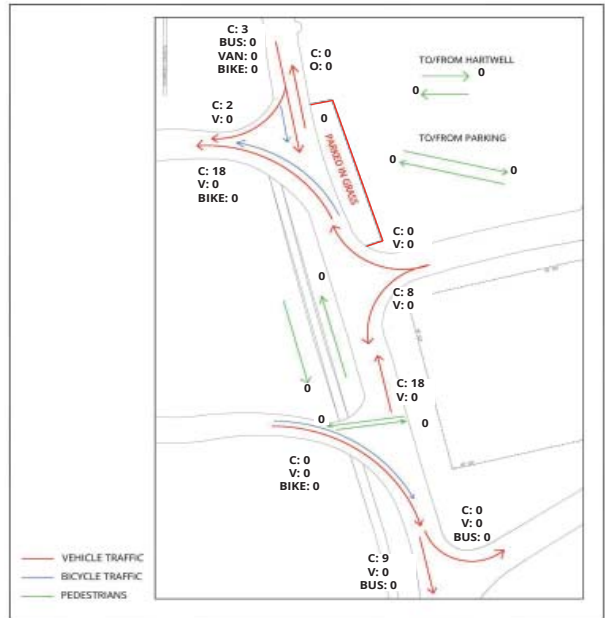 C: 3
BUS: 0
VAN: 0
BIKE: 0
C: 0
O: 0
TO/FROM HARTWELL
0
0
C: 2
V: 0
0
PARKED IN GRASS
TO/FROM PARKING
0
0
C: 18
V: 0
BIKE: 0
C: 0
V: 0
0
C: 8
V: 0
0
C: 18
V: 0
0
0
C: 0
V: 0
BIKE: 0
C: 0
V: 0
BUS: 0
C: 9
V: 0
BUS: 0
VEHICLE TRAFFIC
BICYCLE TRAFFIC
PEDESTRIANS